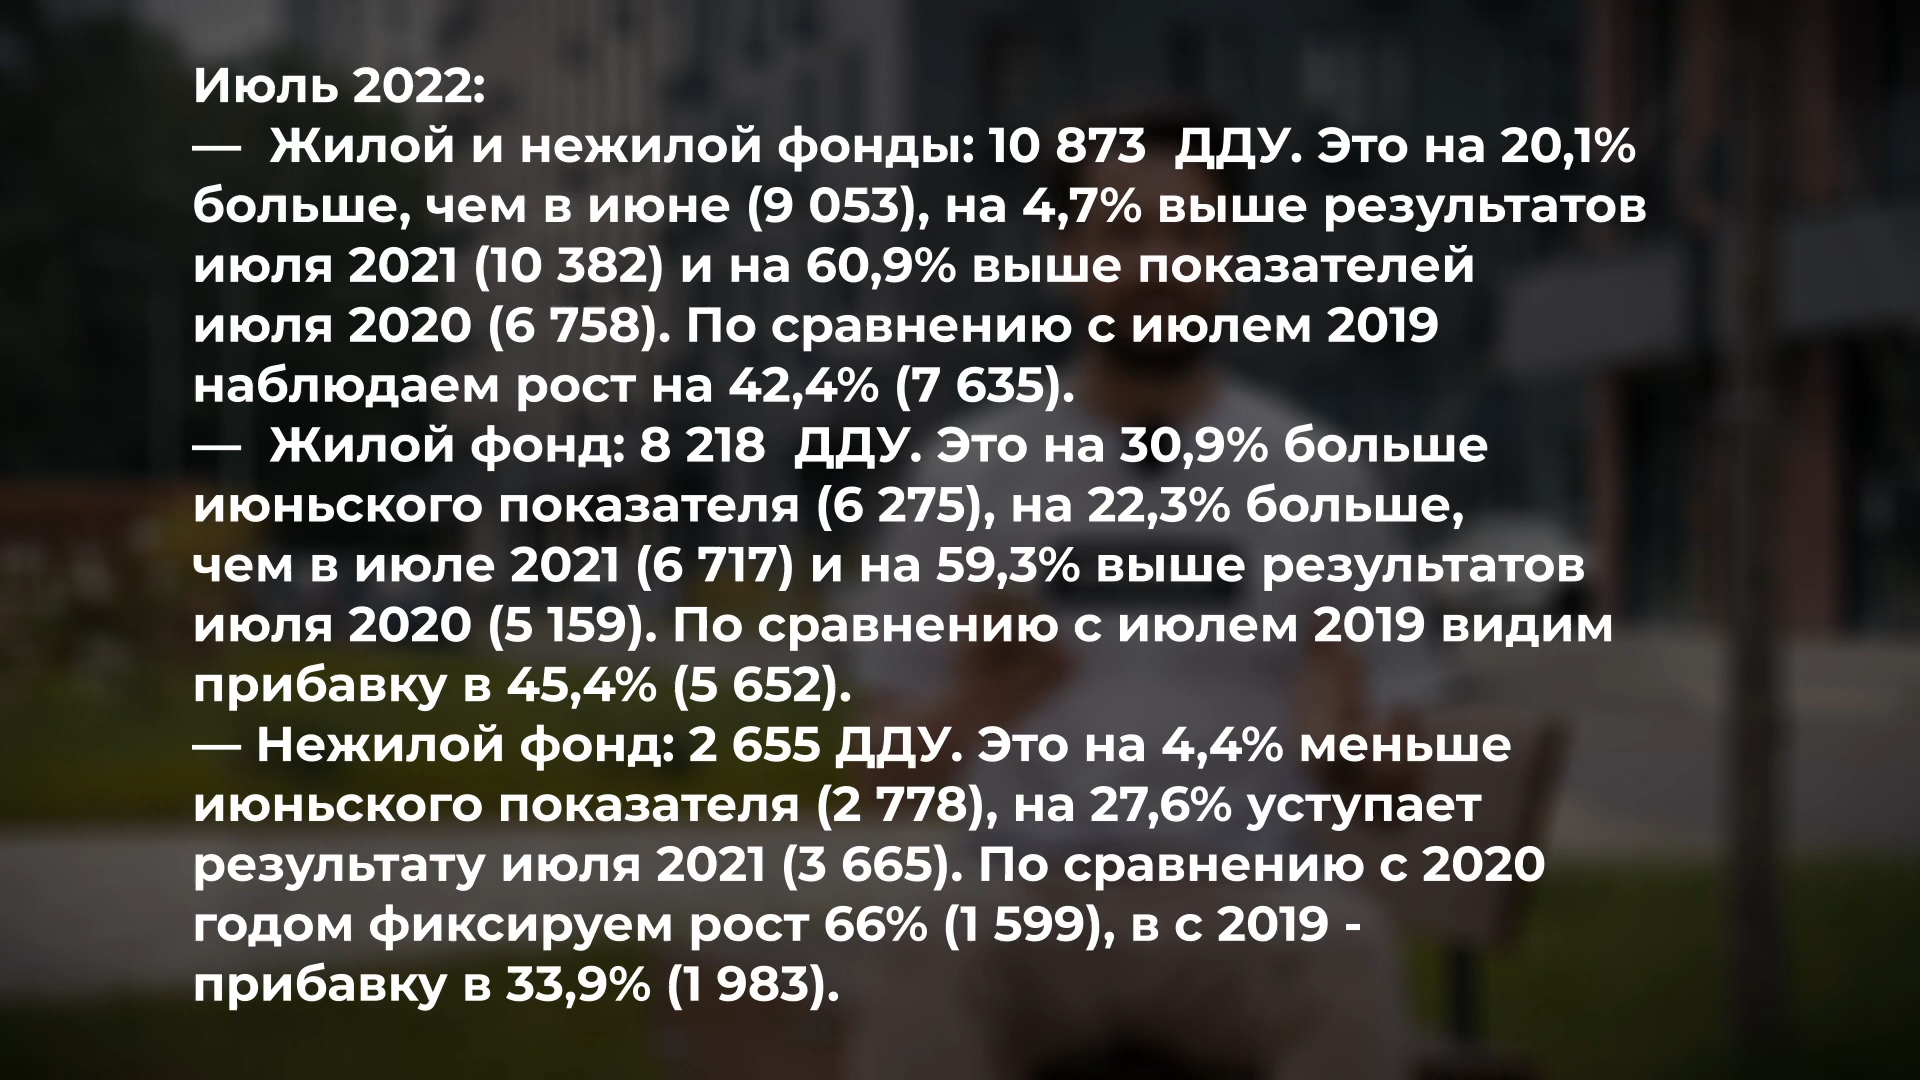 Июль 2022:
— Жилой и нежилой фонды: 10 873 ДДУ. Это на 20,1%
больше, чем в июне (9 053), на 4,7% выше результатов
июля 2021 (10 382) и на 60,9% выше показателей
июля 2020 (6 758). По сравнению с июлем 2019
наблюдаем рост на 42,4% (7 635).
— Жилой фонд: 8 218 ДДУ. Это на 30,9% больше
июньского показателя (6 275), на 22,3% больше,
чем в июле 2021 (6 717) и на 59,3% выше результатов
июля 2020 (5 159). По сравнению с июлем 2019 видим
прибавку в 45,4% (5 652).
— Нежилой фонд: 2 655 ДДУ. Это на 4,4% меньше
июньского показателя (2 778), на 27,6% уступает
результату июля 2021 (3 665). По сравнению с 2020
годом фиксируем рост 66% (1 599), в с 2019 -
прибавку в 33,9% (1 983).